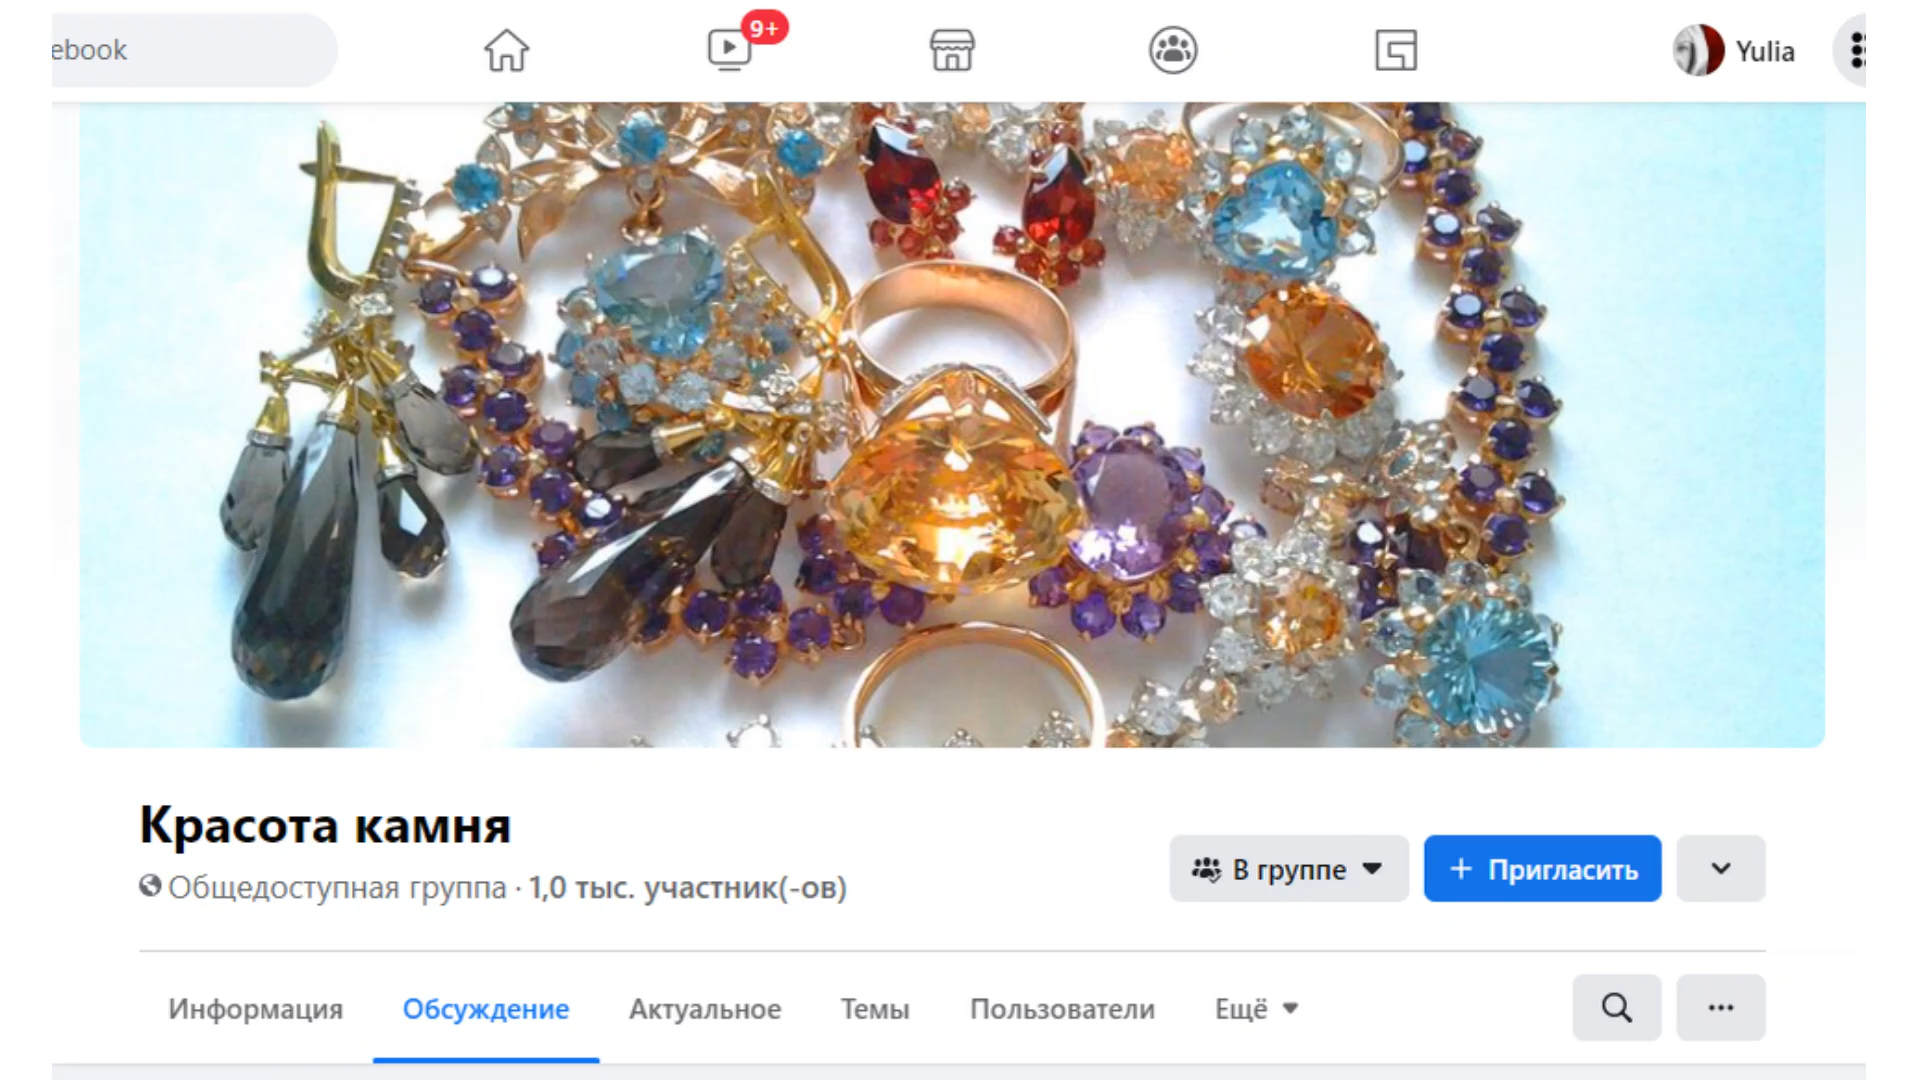 ebook
9+
Yulia
Красота камня
Общедоступная группа · 1,0 тыс. участник(-ов)
В группе
+ Пригласить
Информация
Обсуждение
Актуальное
Темы
Пользователи
Ещё